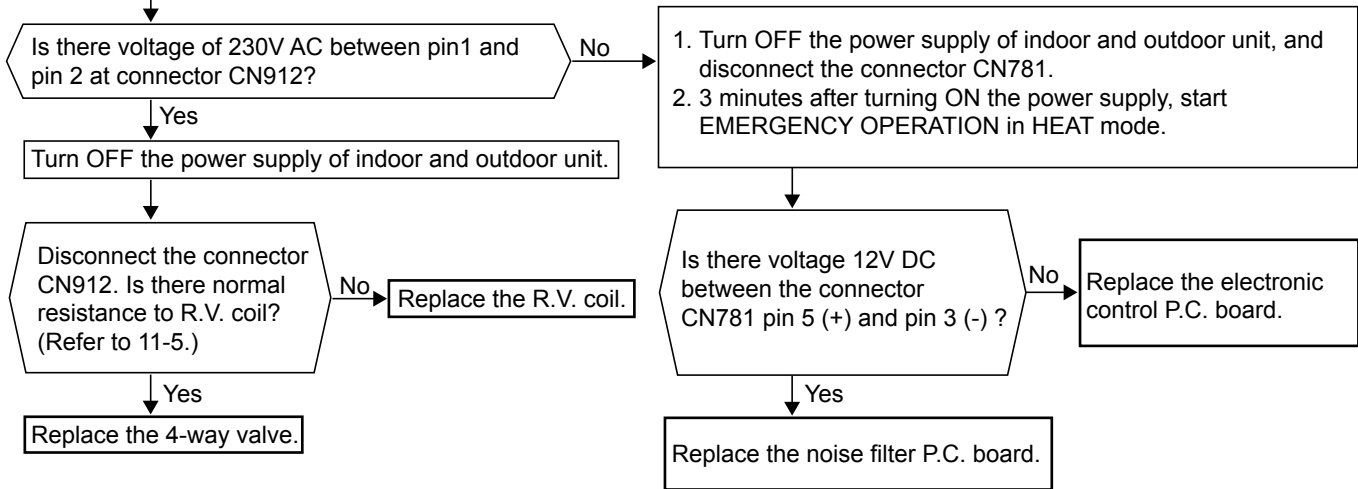 Is there voltage of 230V AC between pin1 and
pin 2 at connector CN912?
No
1. Turn OFF the power supply of indoor and outdoor unit, and
disconnect the connector CN781.
2. 3 minutes after turning ON the power supply, start
EMERGENCY OPERATION in HEAT mode.
Yes
Turn OFF the power supply of indoor and outdoor unit.
Disconnect the connector
CN912. Is there normal
resistance to R.V. coil?
(Refer to 11-5.)
No
Replace the R.V. coil.
Yes
Replace the 4-way valve.
Is there voltage 12V DC
between the connector
CN781 pin 5 (+) and pin 3 (-) ?
No
Replace the electronic
control P.C. board.
Yes
Replace the noise filter P.C. board.